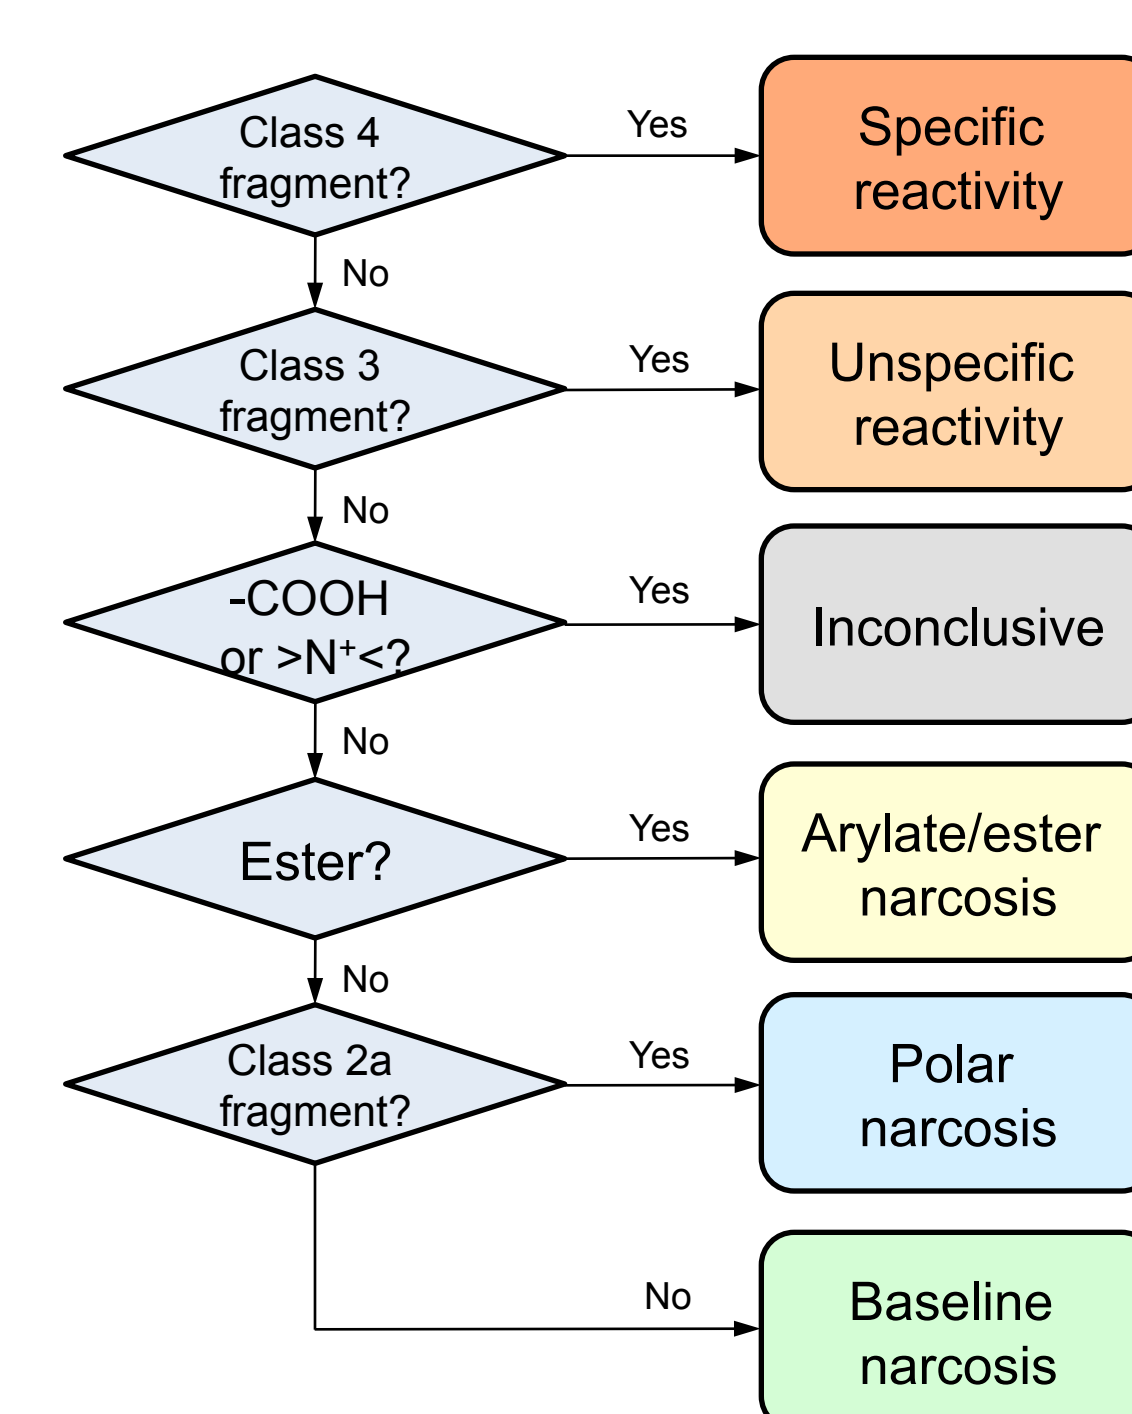 Class 4
fragment?
Yes
Specific
reactivity
No
Class 3
fragment?
Yes
Unspecific
reactivity
No
-COOH
or >N⁺<?
Yes
Inconclusive
No
Ester?
Yes
Arylate/ester
narcosis
No
Class 2a
fragment?
Yes
Polar
narcosis
No
Baseline
narcosis